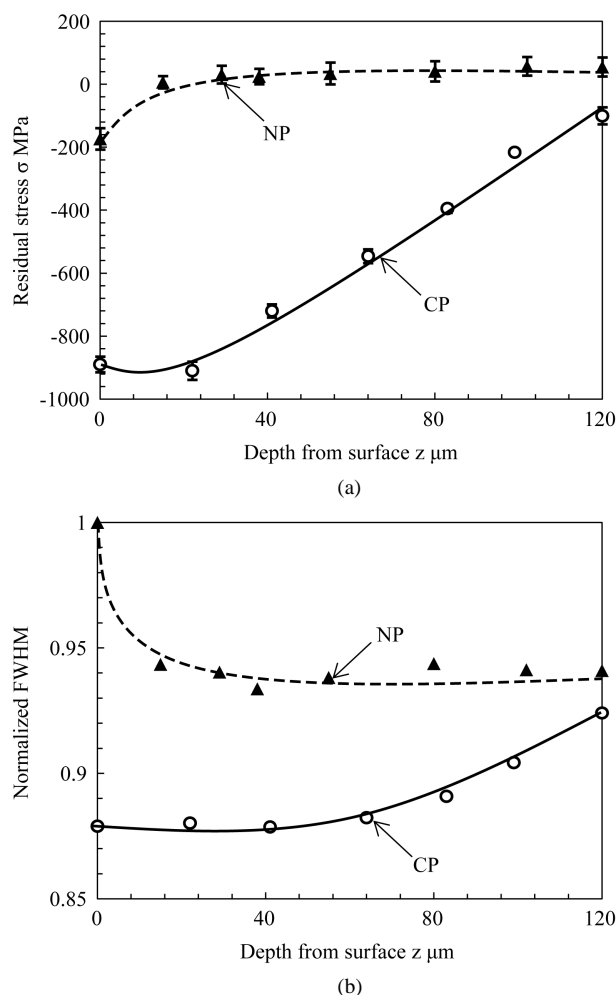 200
0
-200
-400
-600
-800
-1000
Residual stress σ MPa
NP
CP
0
40
80
120
Depth from surface z μm
(a)
1
0.95
0.9
0.85
Normalized FWHM
NP
CP
0
40
80
120
Depth from surface z μm
(b)